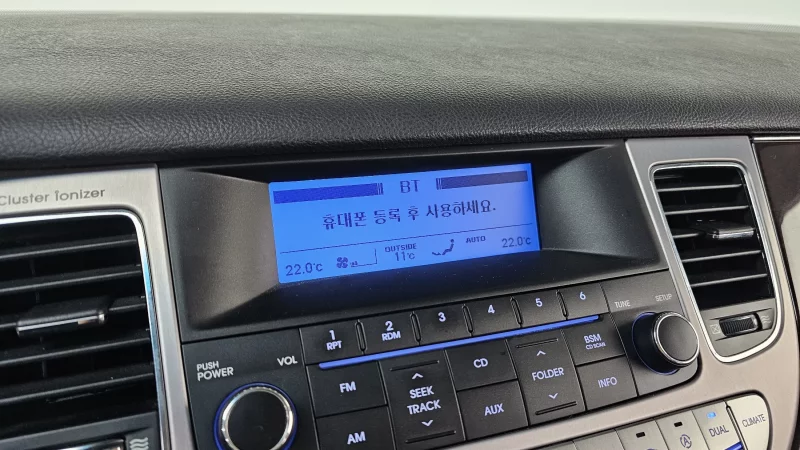 Cluster ionizer
BT
휴대폰 등록 후 사용하세요.
22.0°C
OUTSIDE
11°C
AUTO
22.0°C
1 RPT
2 RDM
3
4
5
6
TUNE
SETUP
PUSH
POWER
VOL
FM
AM
SEEK
TRACK
CD
AUX
FOLDER
BSM
CD SCAN
INFO
DUAL
CLIMATE